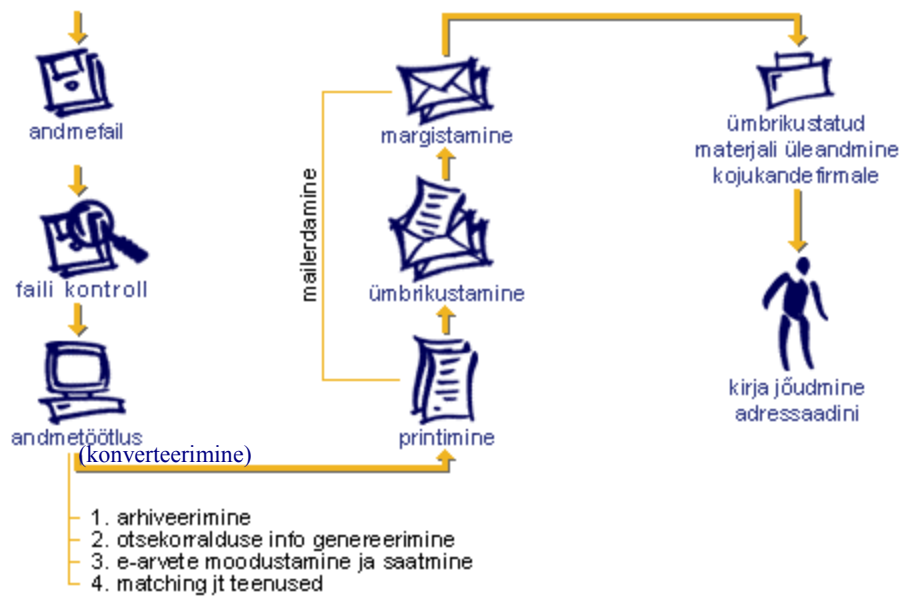 andmefail
faili kontroll
andmetöötlus
(konverteerimine)
1. arhiveerimine
2. otsekorralduse info genereerimine
3. e-arvete moodustamine ja saatmine
4. matching jt teenused
printimine
ümbrikustamine
margistamine
mailerdamine
ümbrikustatud
materjali üleandmine
kojukandefirmale
kirja jõudmine
adressaadini